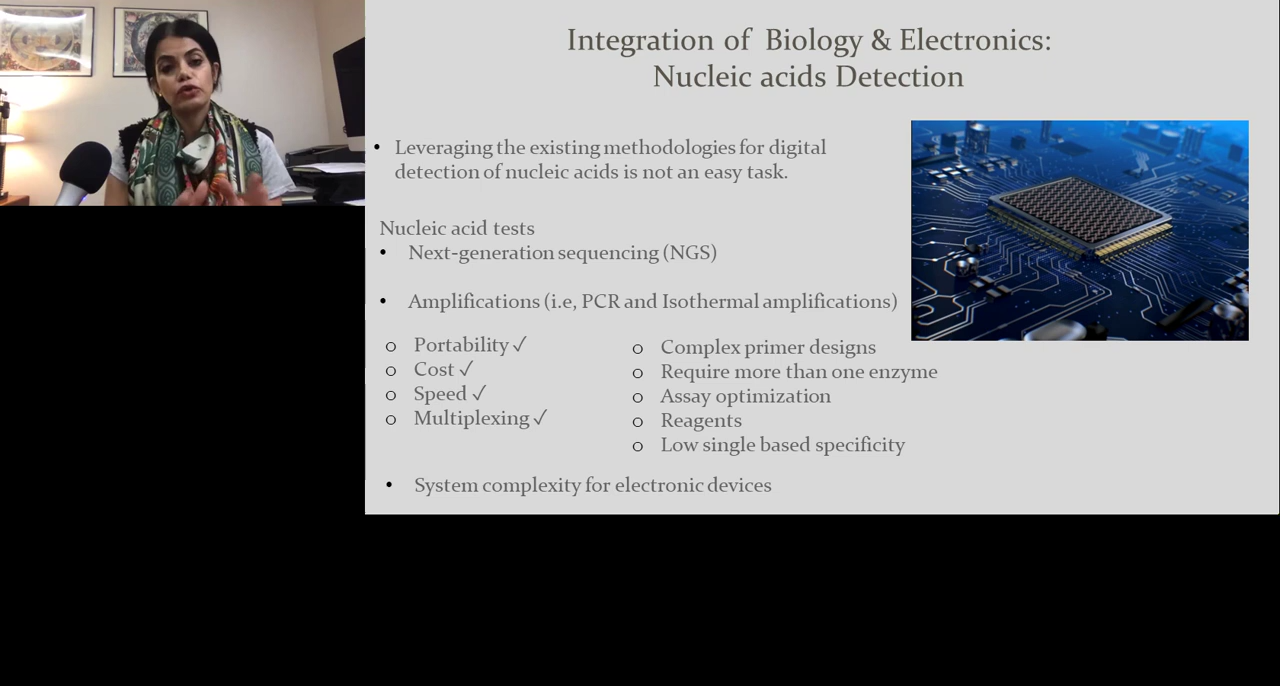 Integration of Biology & Electronics:
Nucleic acids Detection
• Leveraging the existing methodologies for digital
detection of nucleic acids is not an easy task.
Nucleic acid tests
• Next-generation sequencing (NGS)
• Amplifications (i.e, PCR and Isothermal amplifications)
o Portability ✓
o Cost ✓
o Speed ✓
o Multiplexing ✓
o Complex primer designs
o Require more than one enzyme
o Assay optimization
o Reagents
o Low single based specificity
• System complexity for electronic devices